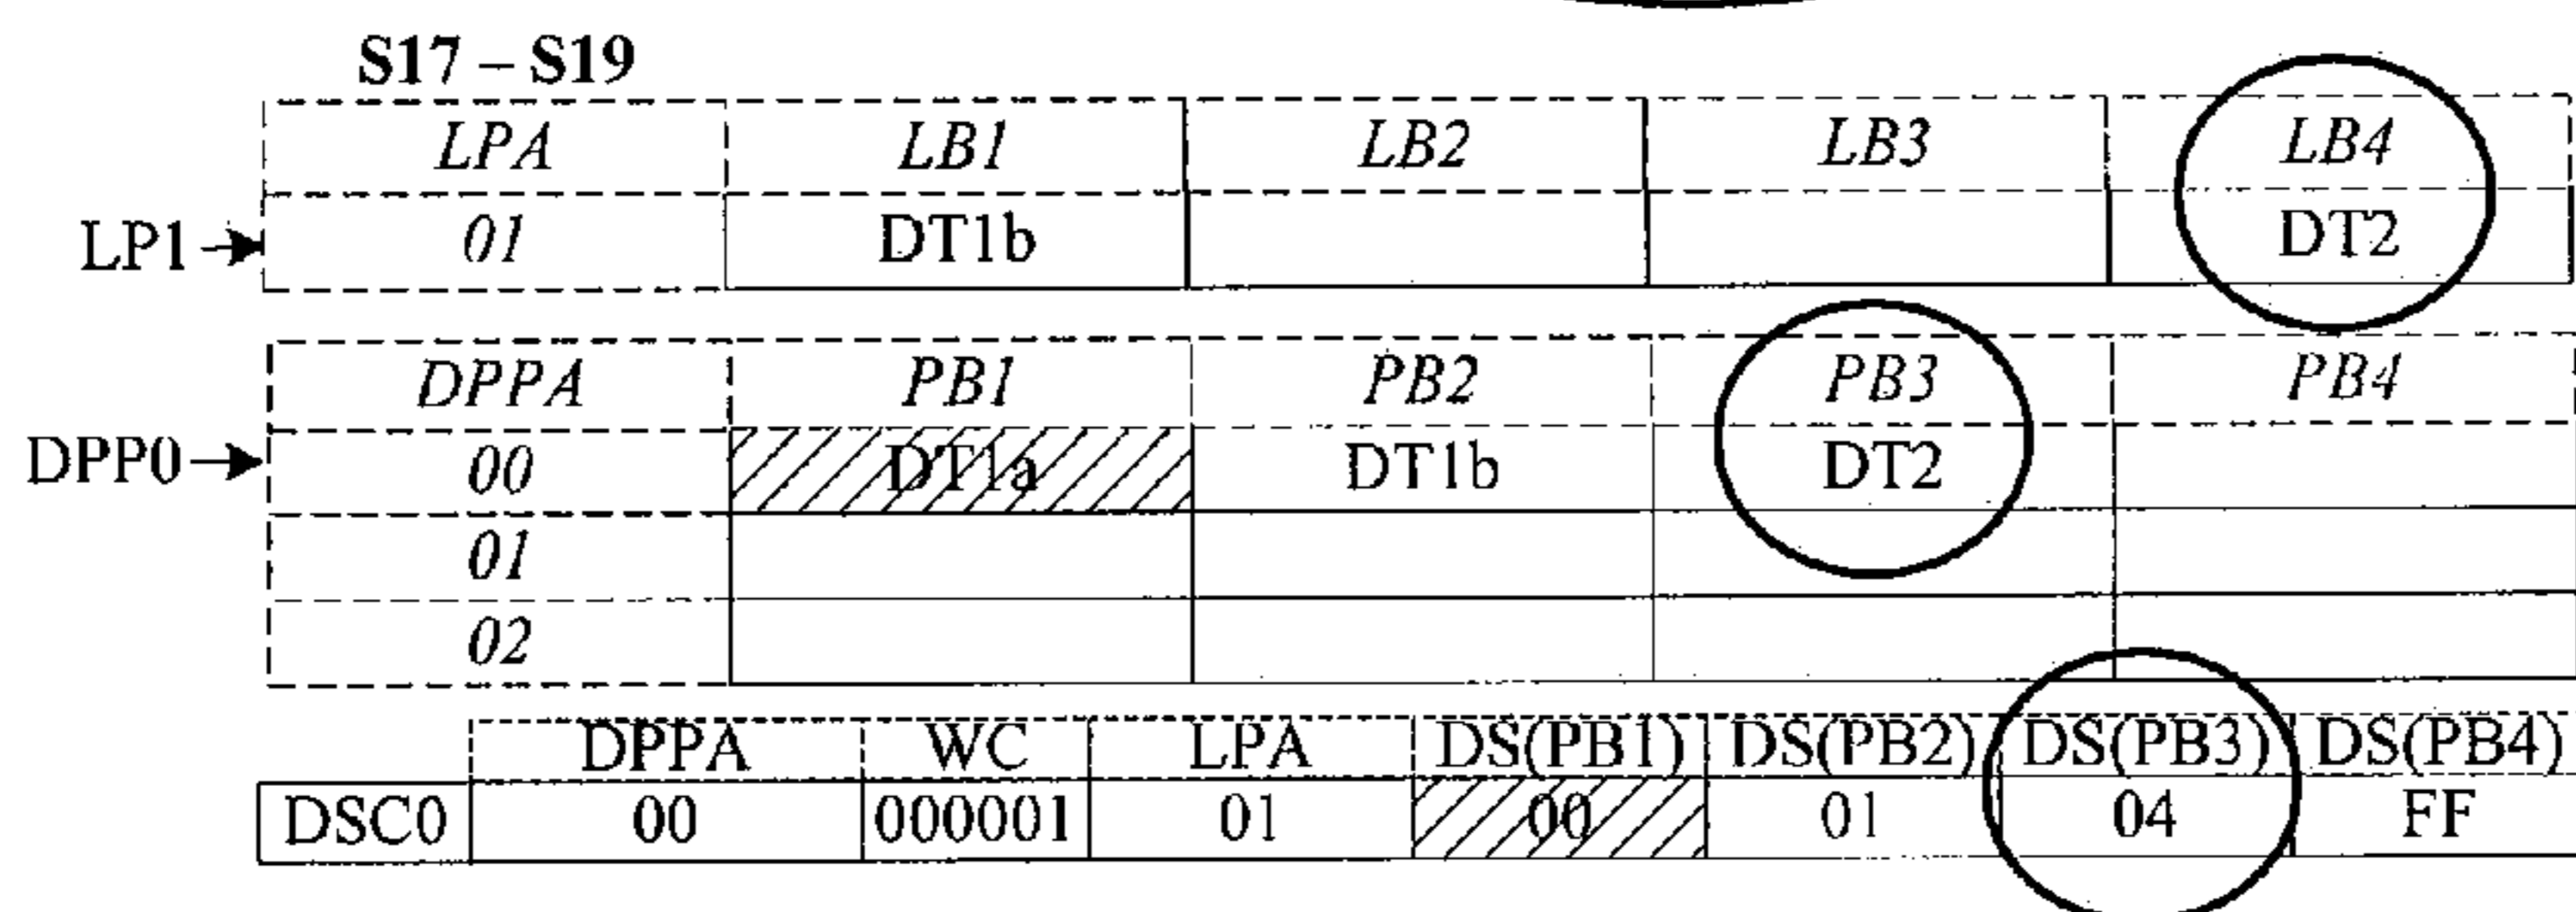 S17 – S19
LPA LB1 LB2 LB3 LB4
LP1 01 DT1b DT2
DPPA PB1 PB2 PB3 PB4
DPP0 00 DT1a DT1b DT2
01
02
DPPA WC LPA DS(PB1) DS(PB2) DS(PB3) DS(PB4)
DSC0 00 000001 01 00 01 04 FF